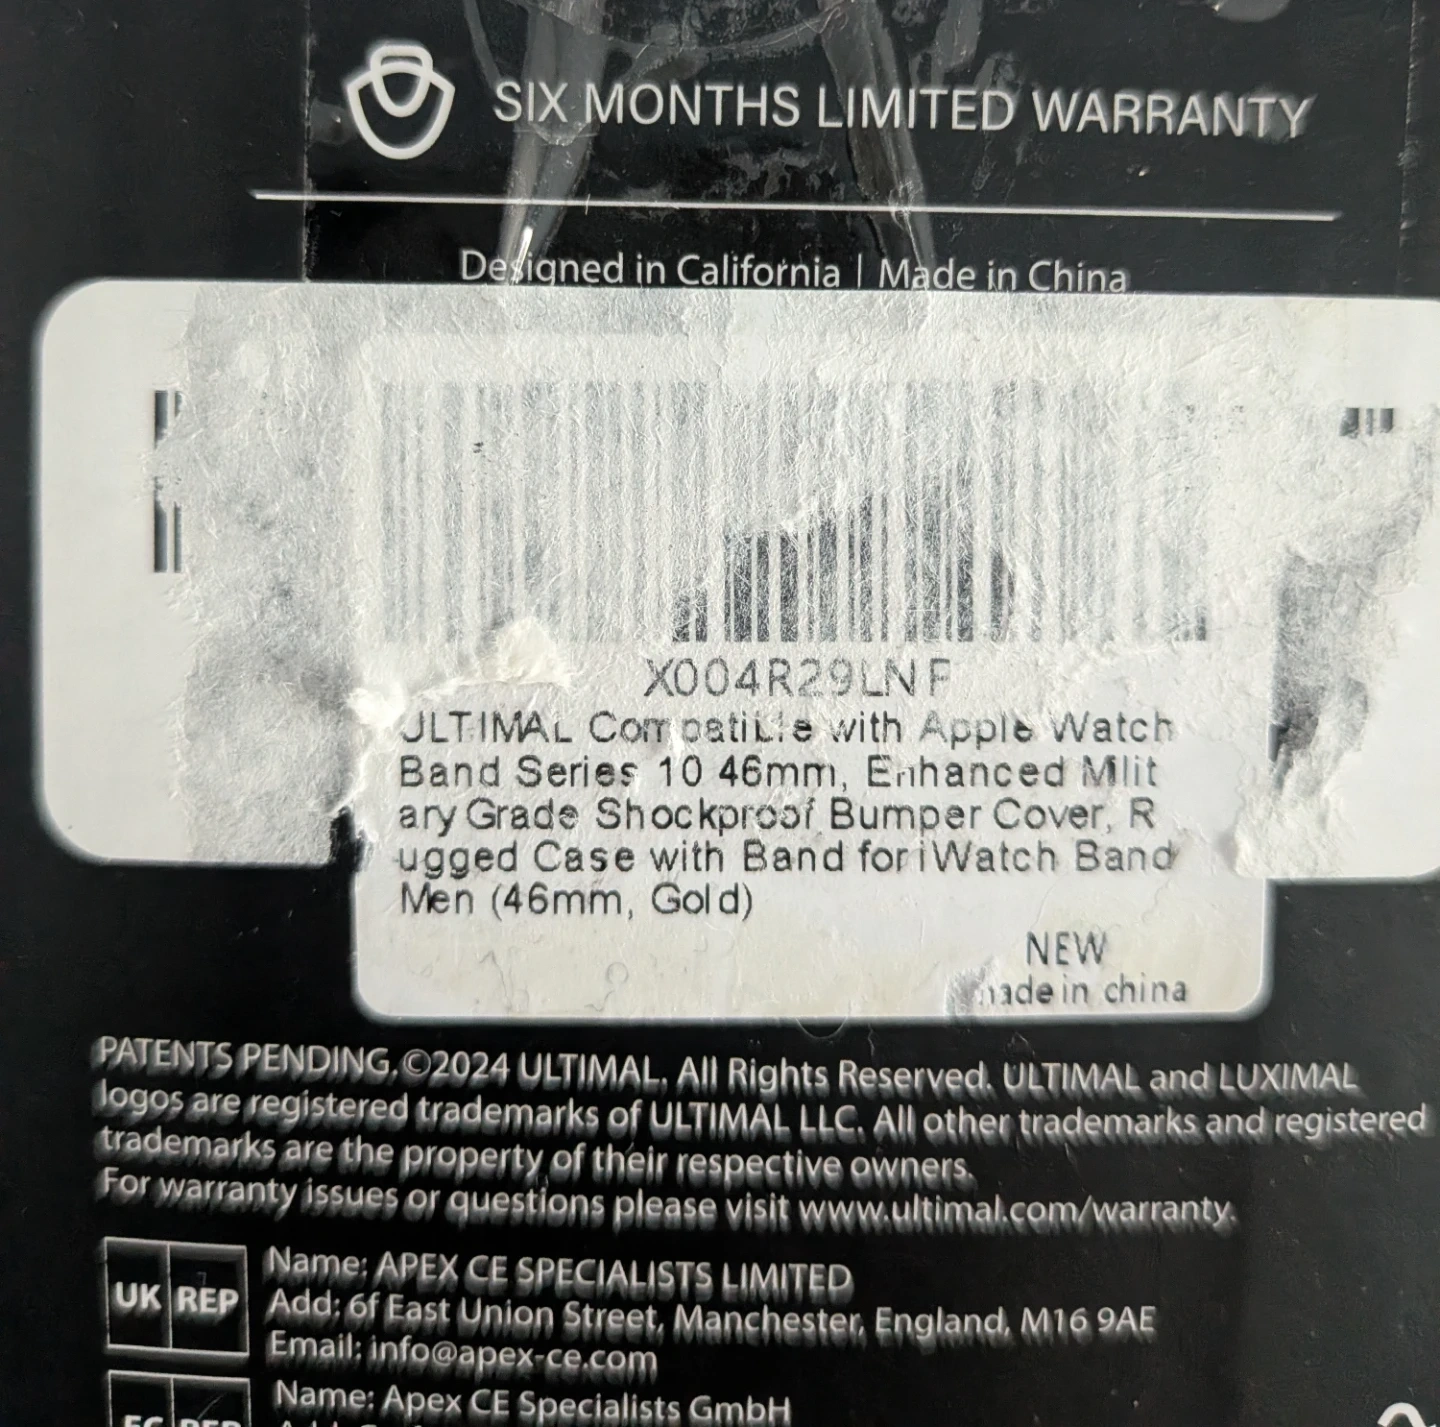 SIX MONTHS LIMITED WARRANTY
Designed in California | Made in China
X004R29LNF
ULTIMAL Compatible with Apple Watch
Band Series 10 46mm, Enhanced Milit
ary Grade Shockproof Bumper Cover, R
ugged Case with Band for iWatch Band
Men (46mm, Gold)
NEW
made in china
PATENTS PENDING, ©2024 ULTIMAL, All Rights Reserved. ULTIMAL and LUXIMAL
logos are registered trademarks of ULTIMAL LLC. All other trademarks and registered
trademarks are the property of their respective owners.
For warranty issues or questions please visit www.ultimal.com/warranty.
UK REP
Name: APEX CE SPECIALISTS LIMITED
Add: 6f East Union Street, Manchester, England, M16 9AE
Email: info@apex-ce.com
Name: Apex CE Specialists GmbH